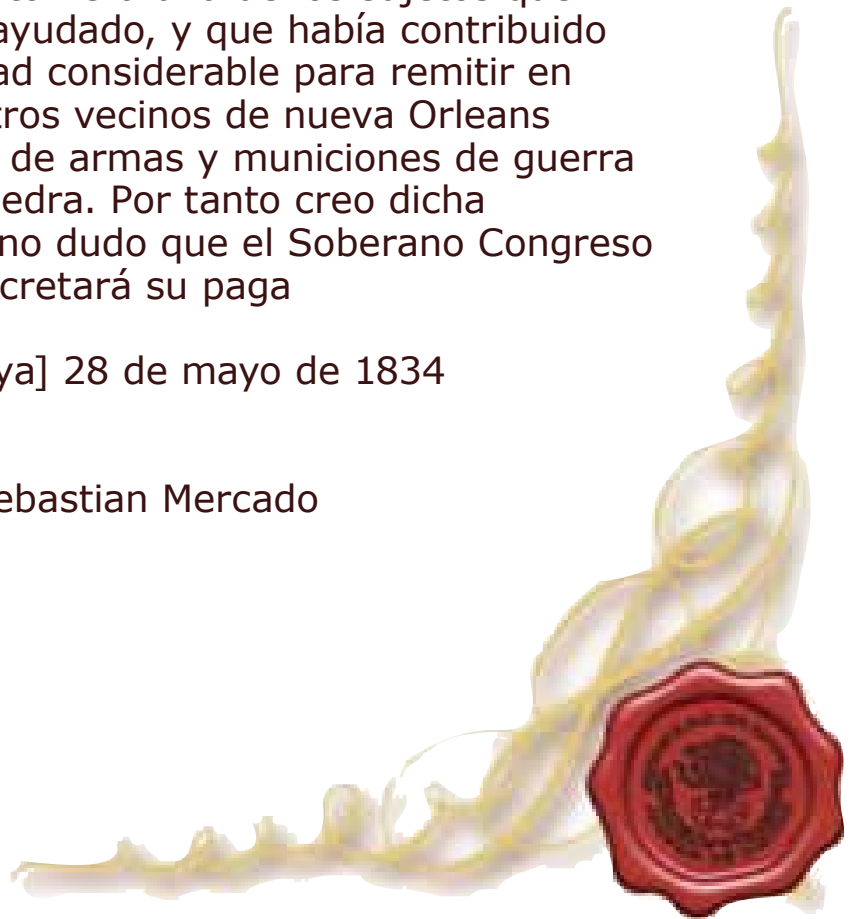 ayudado, y que había contribuido
ad considerable para remitir en
tros vecinos de nueva Orleans
de armas y municiones de guerra
edra. Por tanto creo dicha
no dudo que el Soberano Congreso
cretará su paga
ya] 28 de mayo de 1834
ebastian Mercado